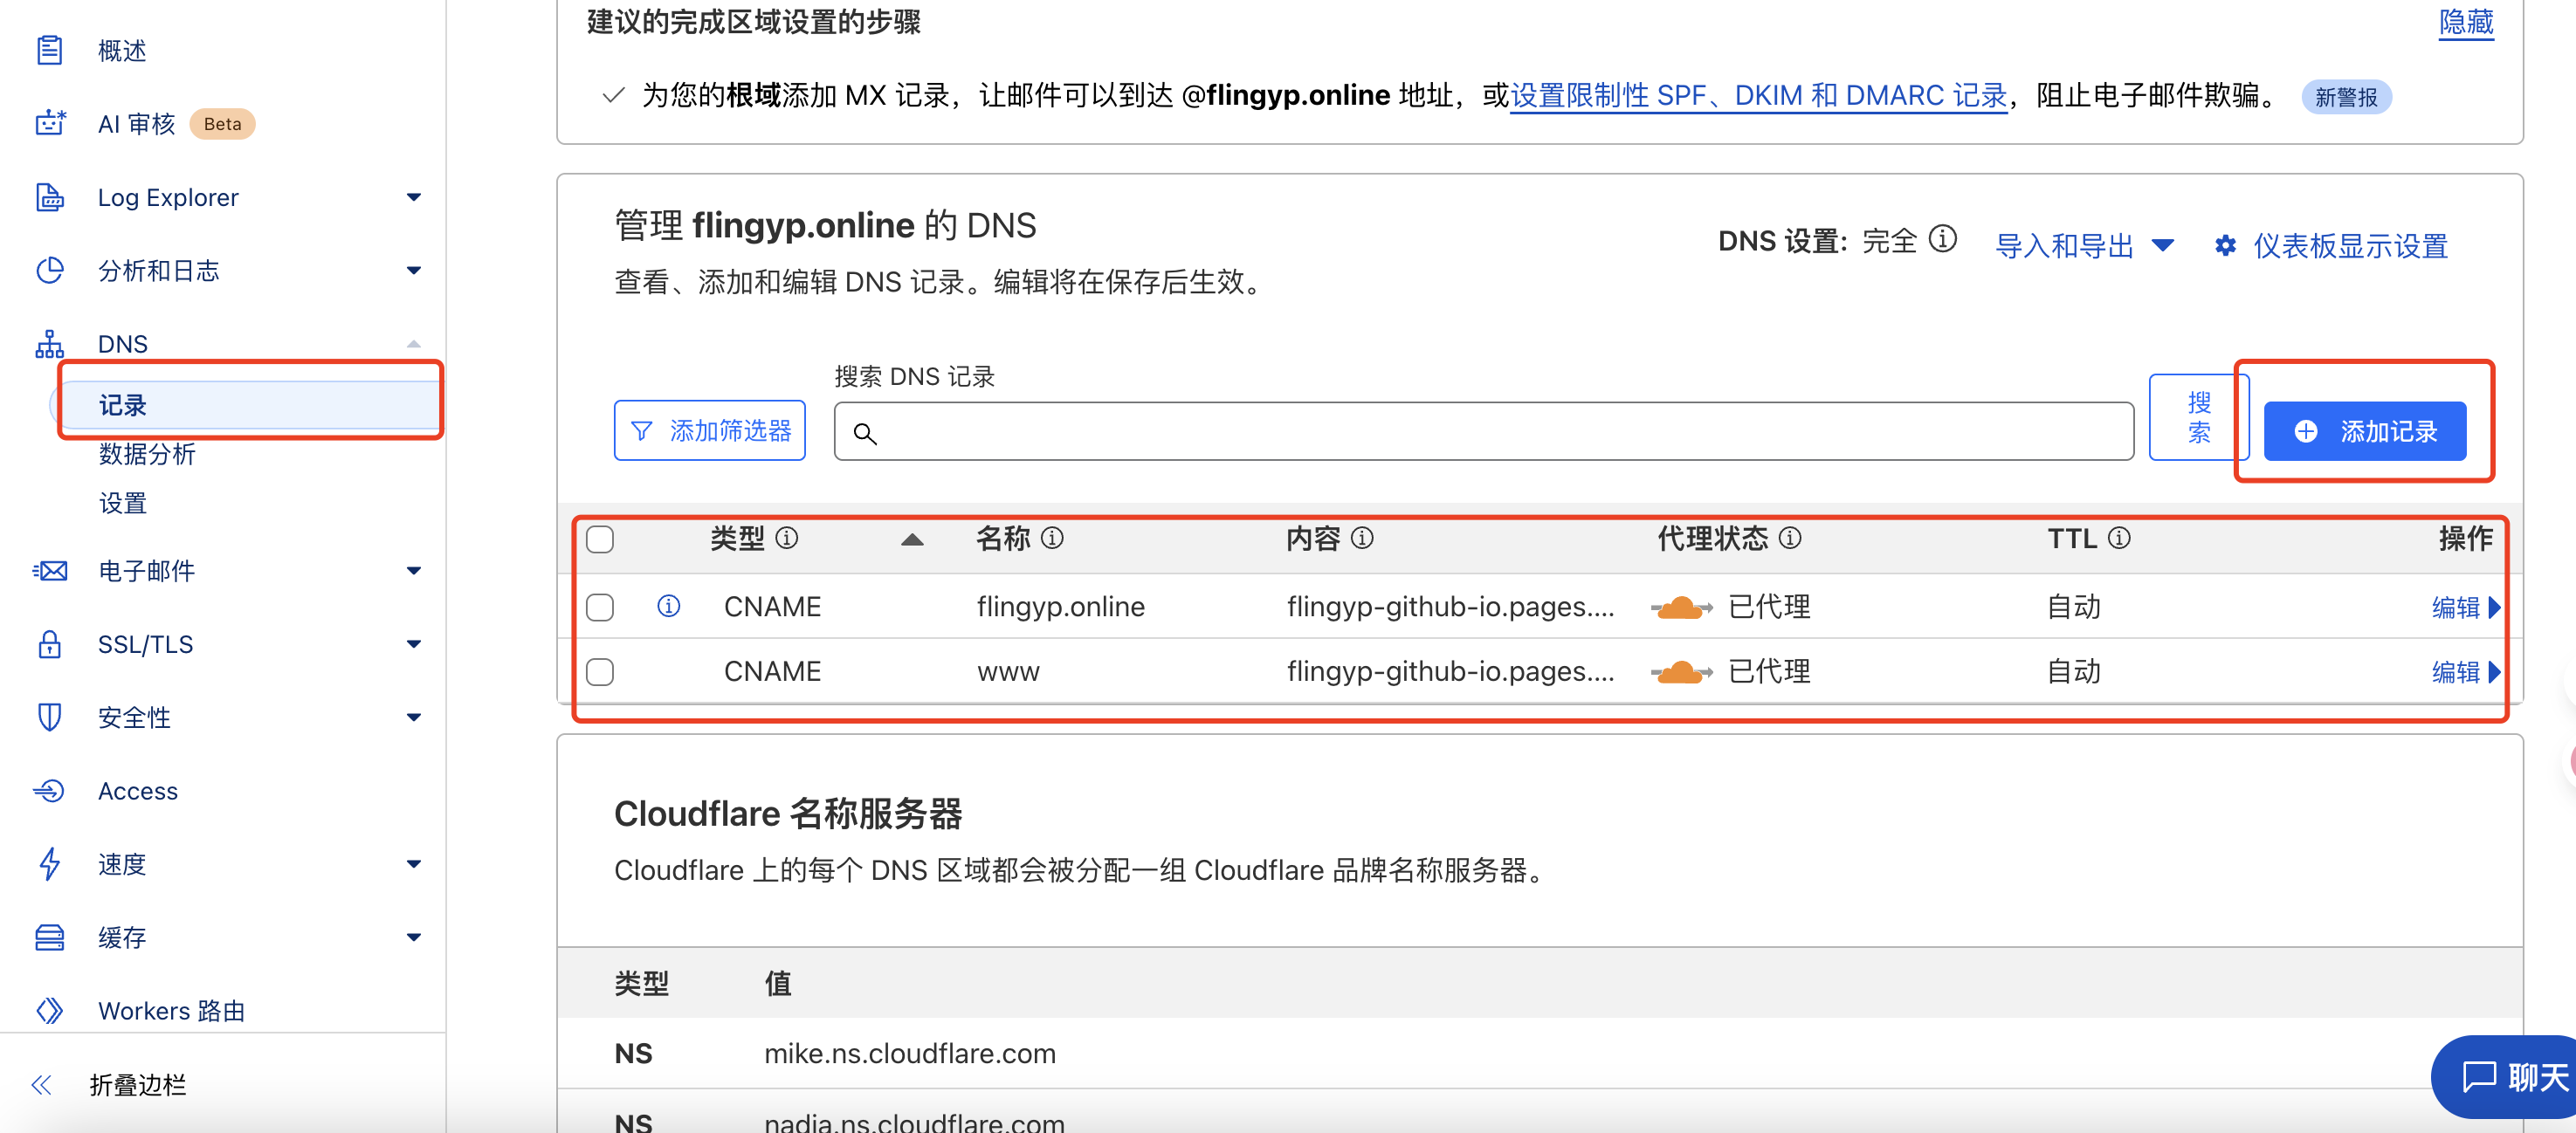 概述
AI 审核 Beta
Log Explorer
分析和日志
DNS
记录
数据分析
设置
电子邮件
SSL/TLS
安全性
Access
速度
缓存
Workers 路由
折叠边栏
建议的完成区域设置的步骤
隐藏
为您的根域添加 MX 记录，让邮件可以到达 @flingyp.online 地址，或设置限制性 SPF、DKIM 和 DMARC 记录，阻止电子邮件欺骗。 新警报
管理 flingyp.online 的 DNS
查看、添加和编辑 DNS 记录。编辑将在保存后生效。
DNS 设置: 完全 导入和导出 仪表板显示设置
搜索 DNS 记录
添加筛选器
搜
索
添加记录
类型 名称 内容 代理状态 TTL 操作
CNAME flingyp.online flingyp-github-io.pages.... 已代理 自动 编辑
CNAME www flingyp-github-io.pages.... 已代理 自动 编辑
Cloudflare 名称服务器
Cloudflare 上的每个 DNS 区域都会被分配一组 Cloudflare 品牌名称服务器。
类型 值
NS mike.ns.cloudflare.com
NS nadia.ns.cloudflare.com
聊天